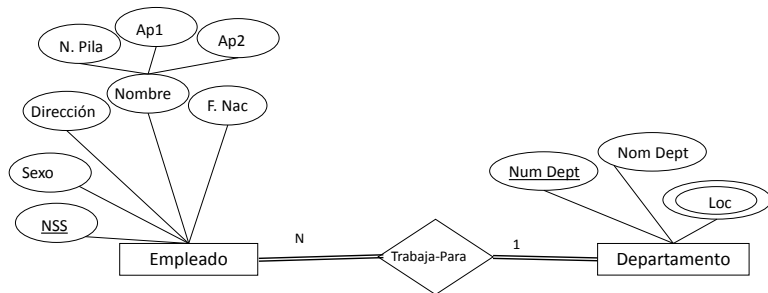 Ap1
N. Pila
Ap2
Nombre
F. Nac
Dirección
Nom Dept
Num Dept
Sexo
Loc
NSS
N
1
Empleado
Trabaja-Para
Departamento